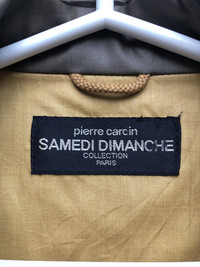 pierre carcin
SAMEDI DIMANCHE
COLLECTION
PARIS